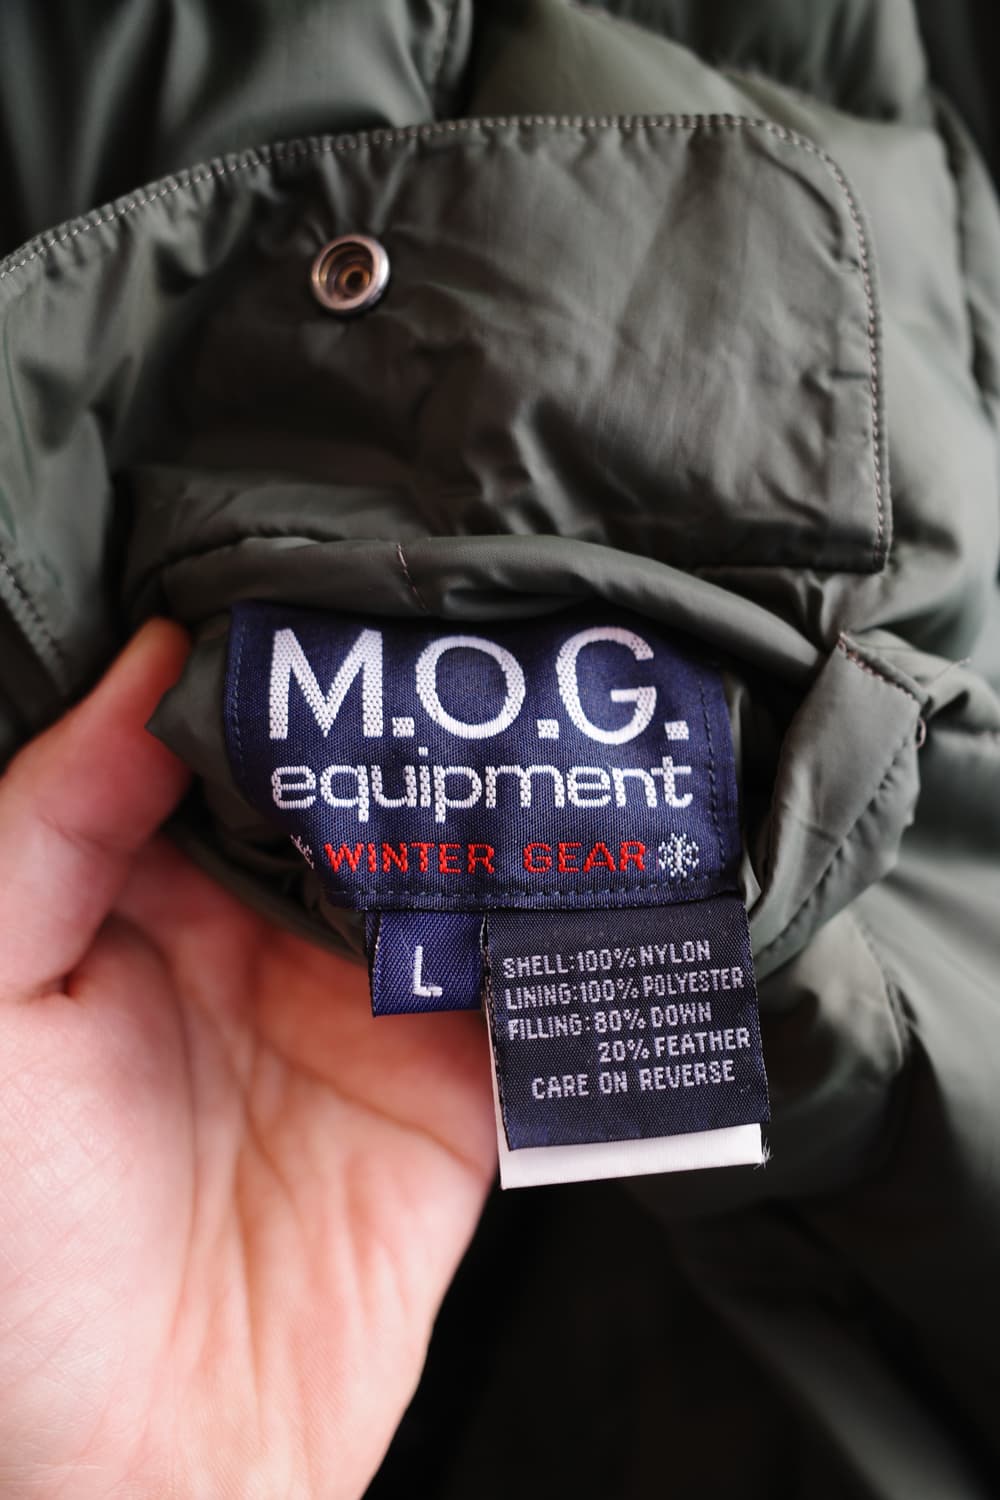 M.O.G.
equipment
WINTER GEAR
L
SHELL:100% NYLON
LINING:100% POLYESTER
FILLING:80% DOWN
20% FEATHER
CARE ON REVERSE